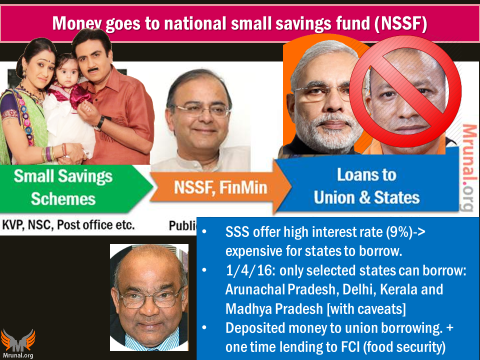 Money goes to national small savings fund (NSSF)
Small Savings
Schemes
NSSF, FinMin
Loans to
Union & States
KVP, NSC, Post office etc.
Mrunal.org
• SSS offer high interest rate (9%)->
expensive for states to borrow.
• 1/4/16: only selected states can borrow:
Arunachal Pradesh, Delhi, Kerala and
Madhya Pradesh [with caveats]
• Deposited money to union borrowing. +
one time lending to FCI (food security)
Mrunal.org